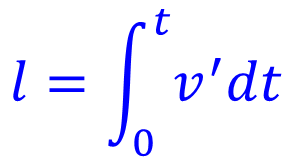 l = ∫₀ᵗ v′dt